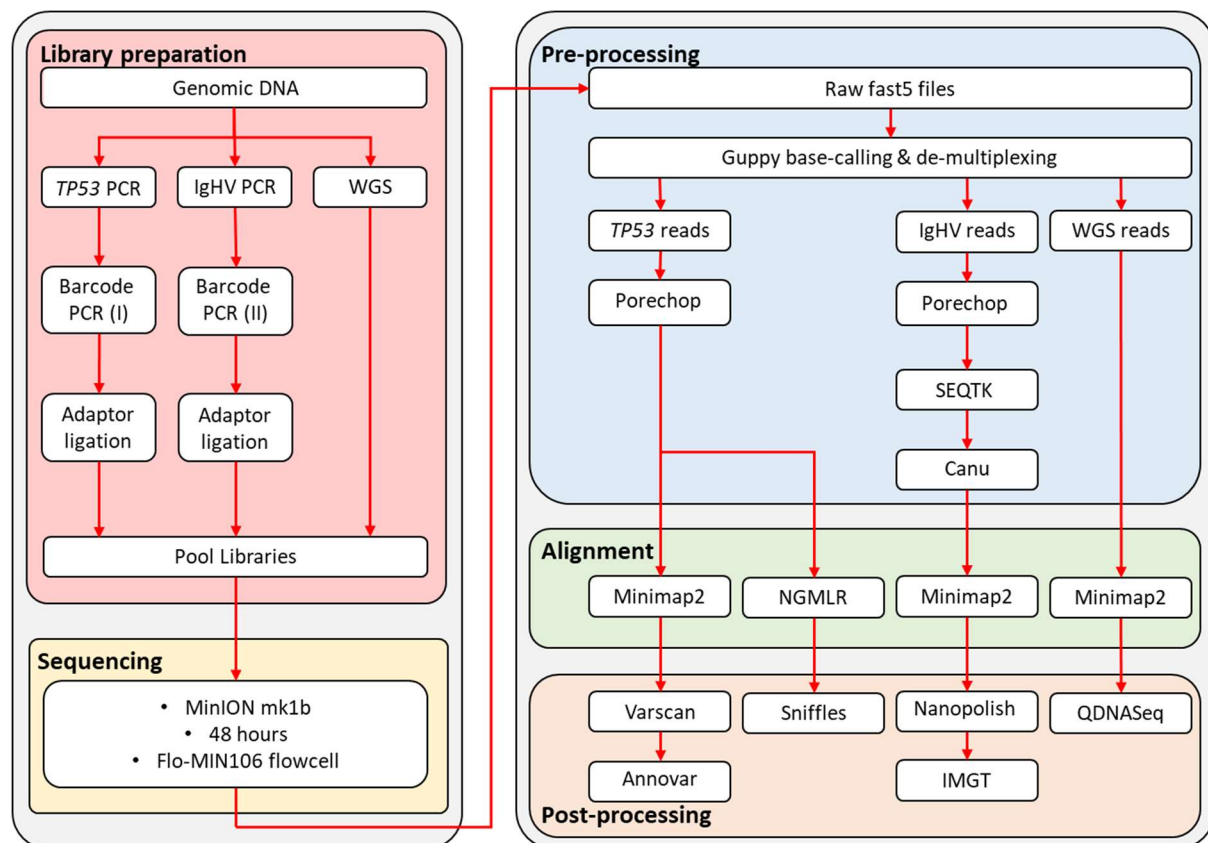 Library preparation
Genomic DNA
TP53 PCR
IgHV PCR
WGS
Barcode
PCR (I)
Barcode
PCR (II)
Adaptor
ligation
Adaptor
ligation
Pool Libraries
Sequencing
• MinION mk1b
• 48 hours
• Flo-MIN106 flowcell
Pre-processing
Raw fast5 files
Guppy base-calling & de-multiplexing
TP53 reads
IgHV reads
WGS reads
Porechop
Porechop
SEQTK
Canu
Alignment
Minimap2
NGMLR
Minimap2
Minimap2
Varscan
Sniffles
Nanopolish
QDNASeq
Annovar
IMGT
Post-processing